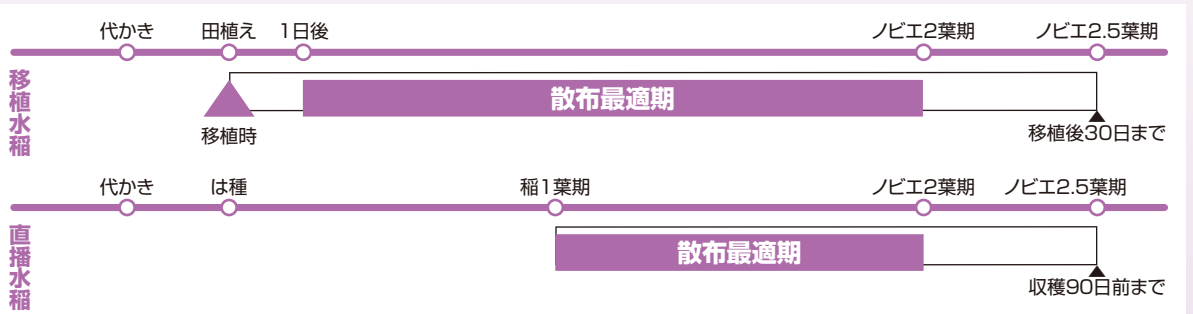 代かき 田植え 1日後 ノビエ2葉期 ノビエ2.5葉期
移植水稲
散布最適期
移植時 移植後30日まで
代かき は種 稲1葉期 ノビエ2葉期 ノビエ2.5葉期
直播水稲
散布最適期
収穫90日前まで